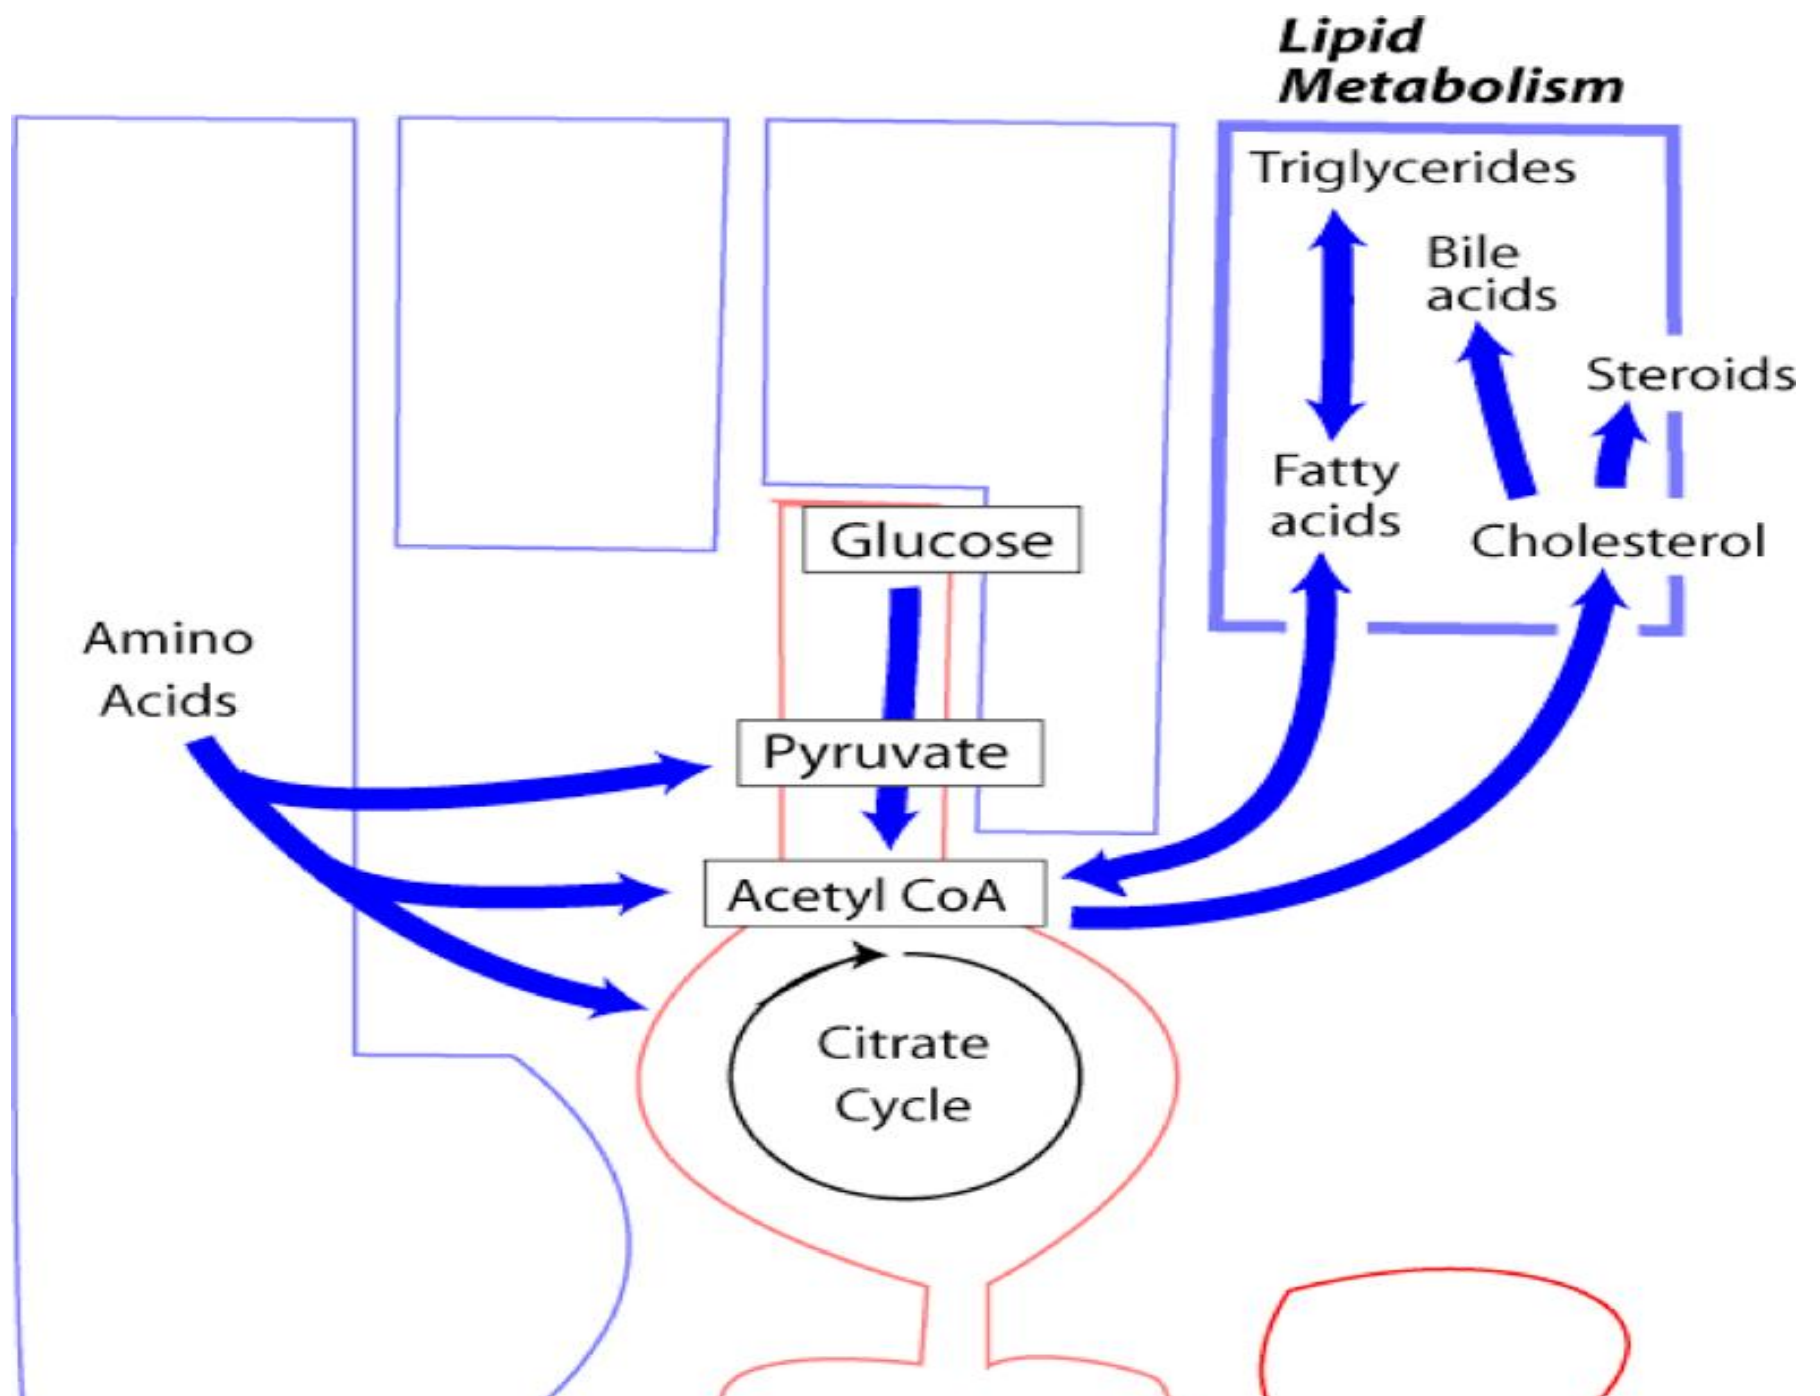 Lipid
Metabolism
Triglycerides
Bile
acids
Steroids
Fatty
acids
Cholesterol
Glucose
Amino
Acids
Pyruvate
Acetyl CoA
Citrate
Cycle